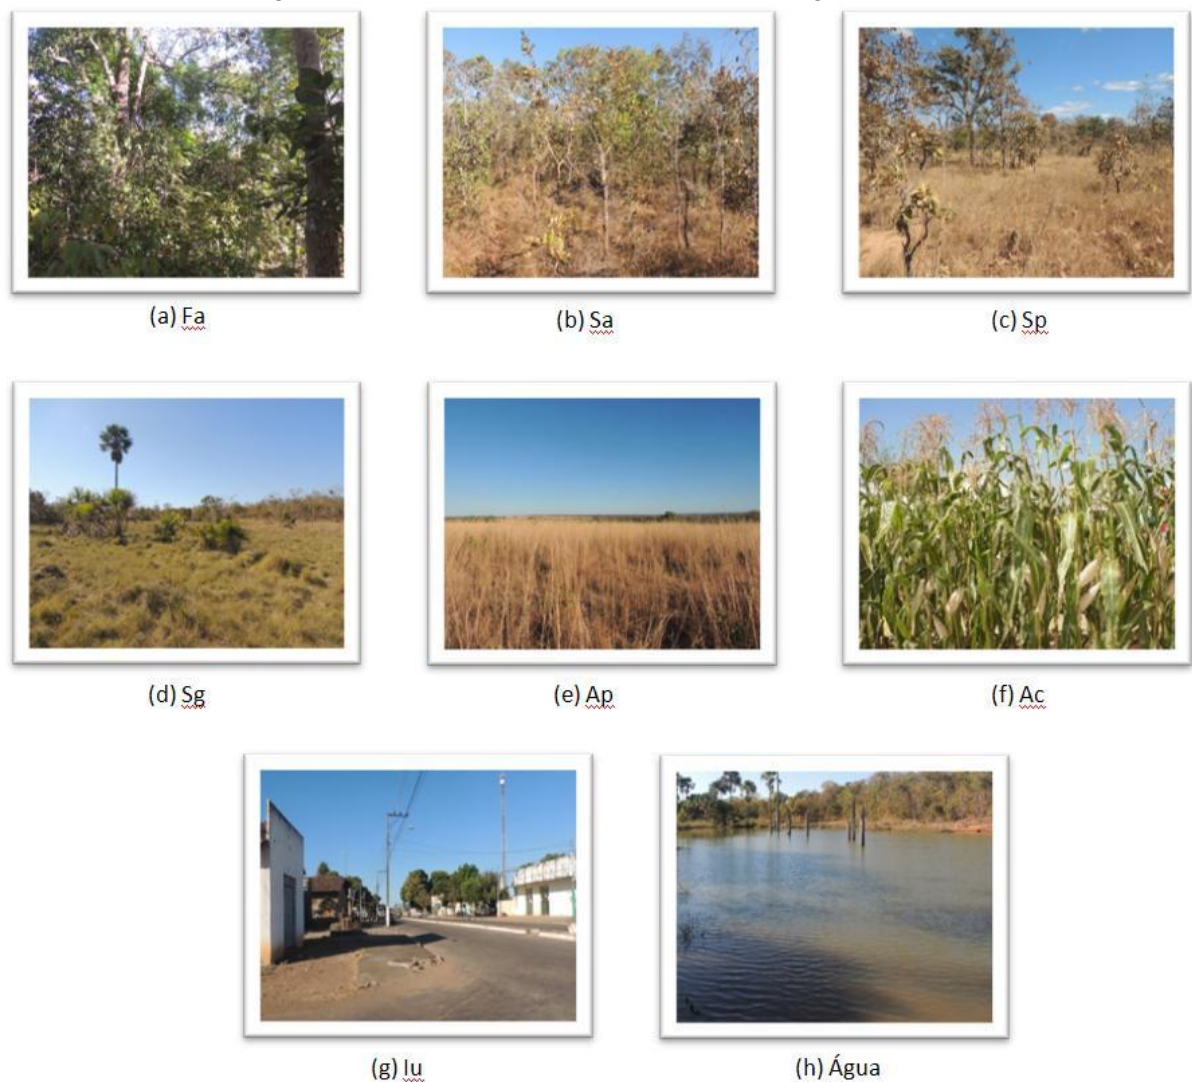 (a) Fa
(b) Sa
(c) Sp
(d) Sg
(e) Ap
(f) Ac
(g) Iu
(h) Água